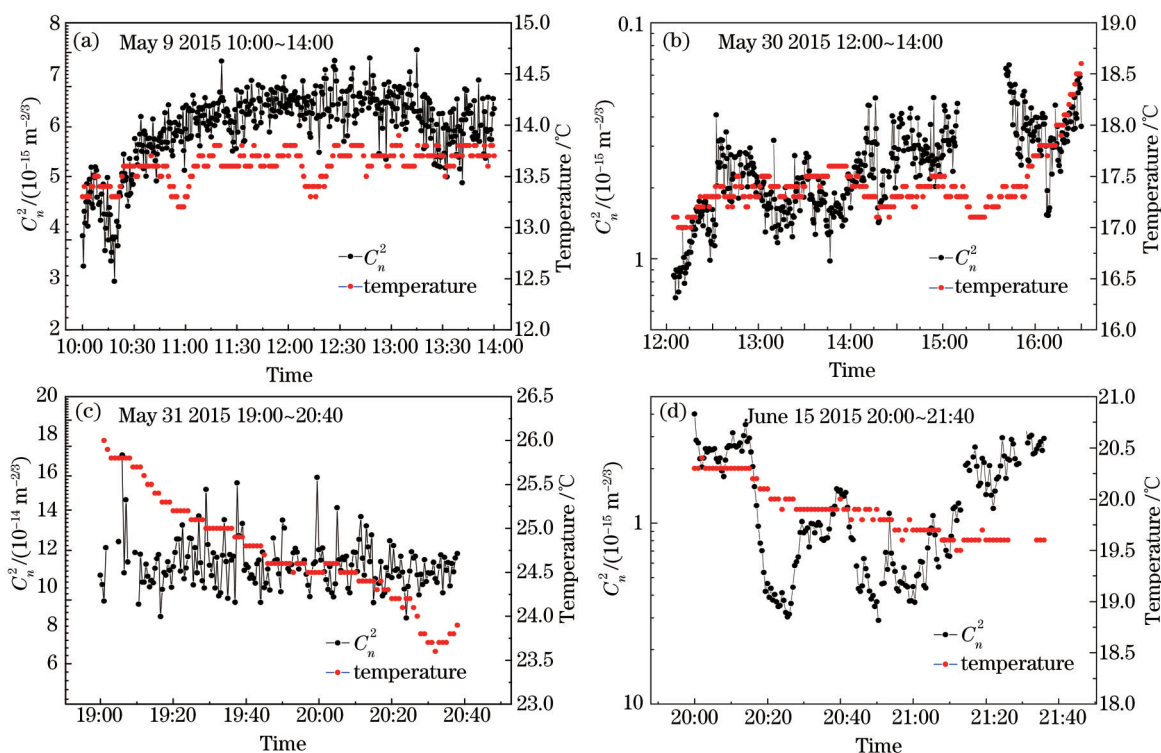 (a) May 9 2015 10:00~14:00
8
7
6
5
4
3
2
C_n^2/(10^{-15} m^{-2/3})
15.0
14.5
14.0
13.5
13.0
12.5
12.0
Temperature /℃
C_n^2
temperature
10:00 10:30 11:00 11:30 12:00 12:30 13:00 13:30 14:00
Time
(b) May 30 2015 12:00~14:00
0.1
1
C_n^2/(10^{-15} m^{-2/3})
19.0
18.5
18.0
17.5
17.0
16.5
16.0
Temperature /℃
C_n^2
temperature
12:00 13:00 14:00 15:00 16:00
Time
(c) May 31 2015 19:00~20:40
20
18
16
14
12
10
8
6
C_n^2/(10^{-14} m^{-2/3})
26.5
26.0
25.5
25.0
24.5
24.0
23.5
23.0
Temperature /℃
C_n^2
temperature
19:00 19:20 19:40 20:00 20:20 20:40
Time
(d) June 15 2015 20:00~21:40
1
10
C_n^2/(10^{-15} m^{-2/3})
21.0
20.5
20.0
19.5
19.0
18.5
18.0
Temperature /℃
C_n^2
temperature
20:00 20:20 20:40 21:00 21:20 21:40
Time